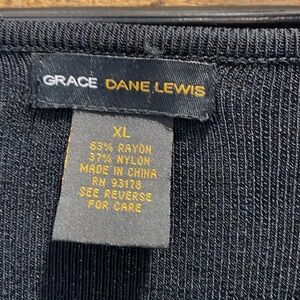 GRACE DANE LEWIS
XL
63% RAYON
37% NYLON
MADE IN CHINA
RN 93178
SEE REVERSE
FOR CARE